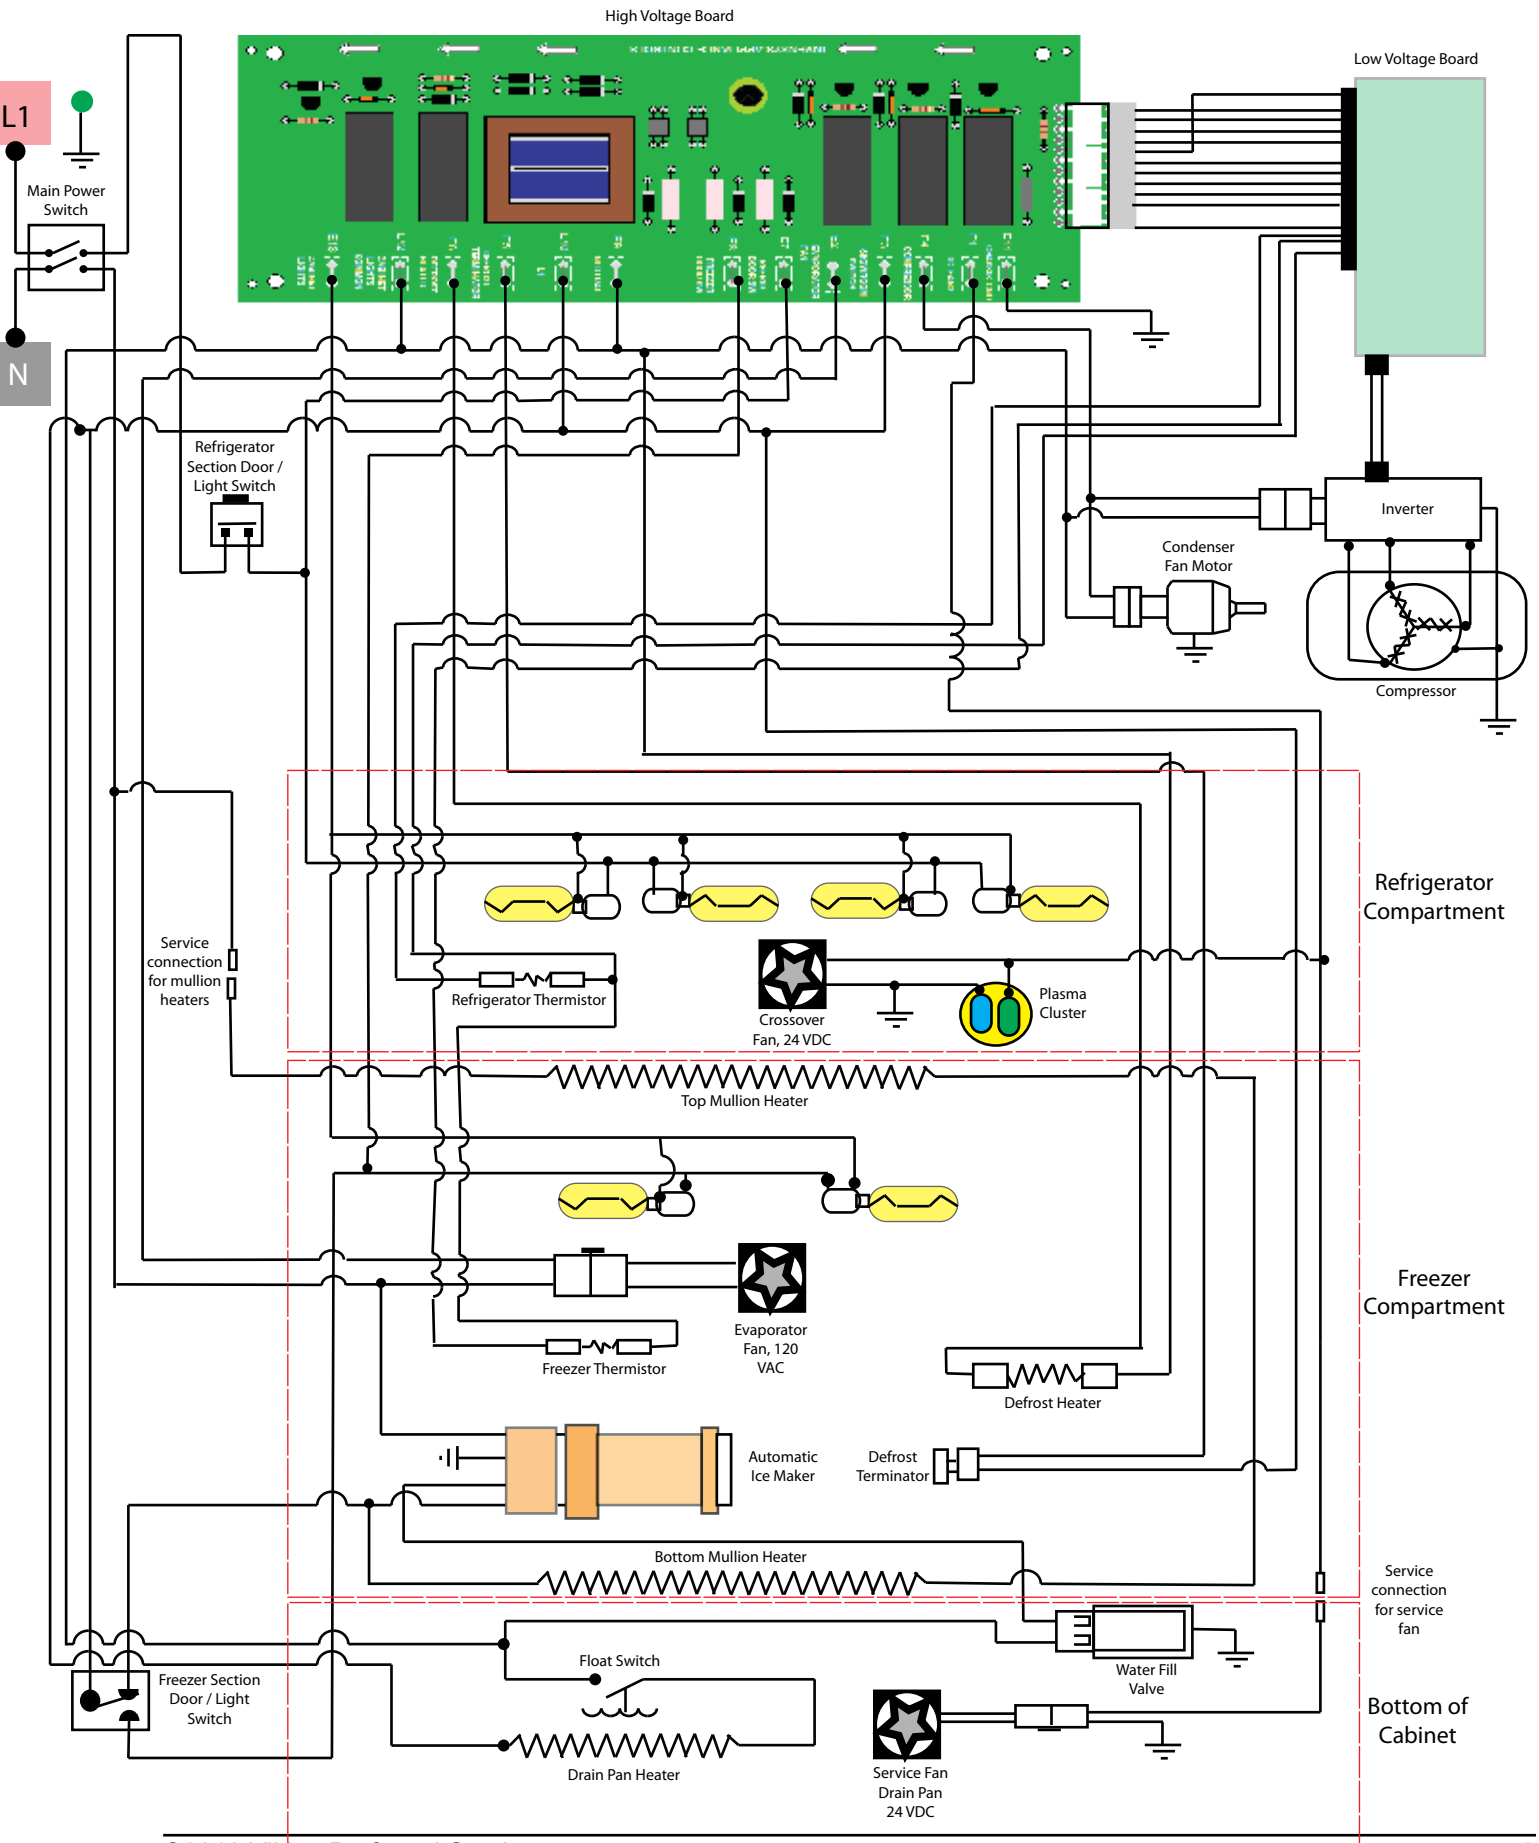 High Voltage Board
Low Voltage Board
L1
Main Power
Switch
N
Refrigerator
Section Door /
Light Switch
Inverter
Condenser
Fan Motor
Compressor
Refrigerator
Compartment
Service
connection
for mullion
heaters
Refrigerator Thermistor
Crossover
Fan, 24 VDC
Plasma
Cluster
Top Mullion Heater
Freezer
Compartment
Evaporator
Fan, 120
VAC
Freezer Thermistor
Defrost Heater
Automatic
Ice Maker
Defrost
Terminator
Bottom Mullion Heater
Service
connection
for service
fan
Float Switch
Water Fill
Valve
Freezer Section
Door / Light
Switch
Bottom of
Cabinet
Drain Pan Heater
Service Fan
Drain Pan
24 VDC